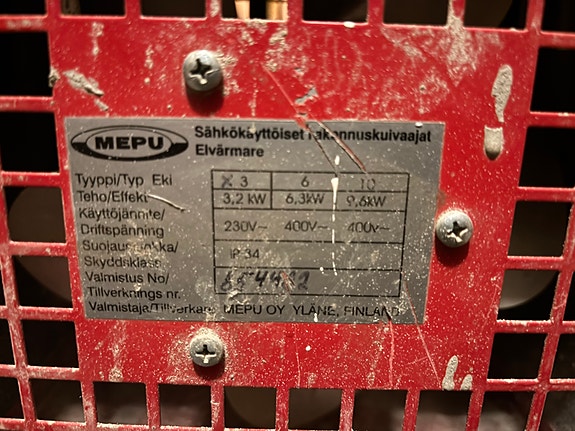 MEPU
Sähkökäyttöiset rakennuskuivaajat
Elvärmare
Tyyppi/Typ Eki X 3 6 10
Teho/Effekt 3,2 kW 6,3kW 9,6kW
Käyttöjännite/
Driftspänning 230V~ 400V~ 400V~
Suojausluokka/
Skyddsklass IP 34
Valmistus No/
Tillverknings nr.
Valmistaja/Tillverkare MEPU OY YLÄNE, FINLAND